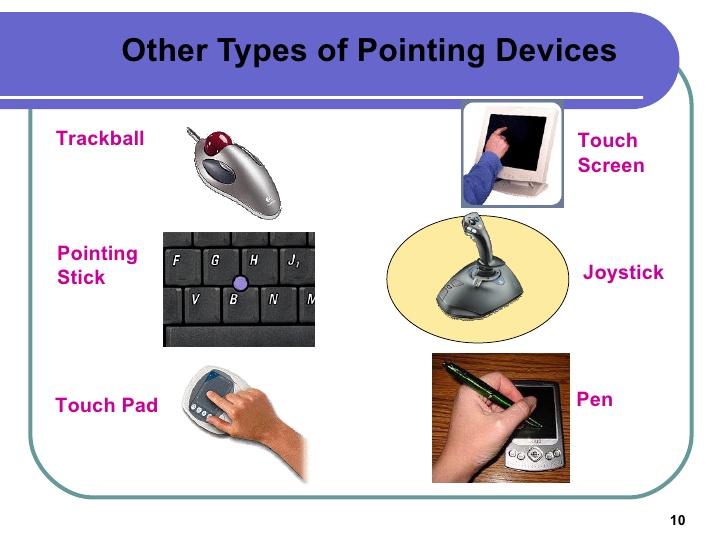 Other Types of Pointing Devices
Trackball
Touch
Screen
Pointing
Stick
F G H J
V B N M
Joystick
Touch Pad
Pen
10